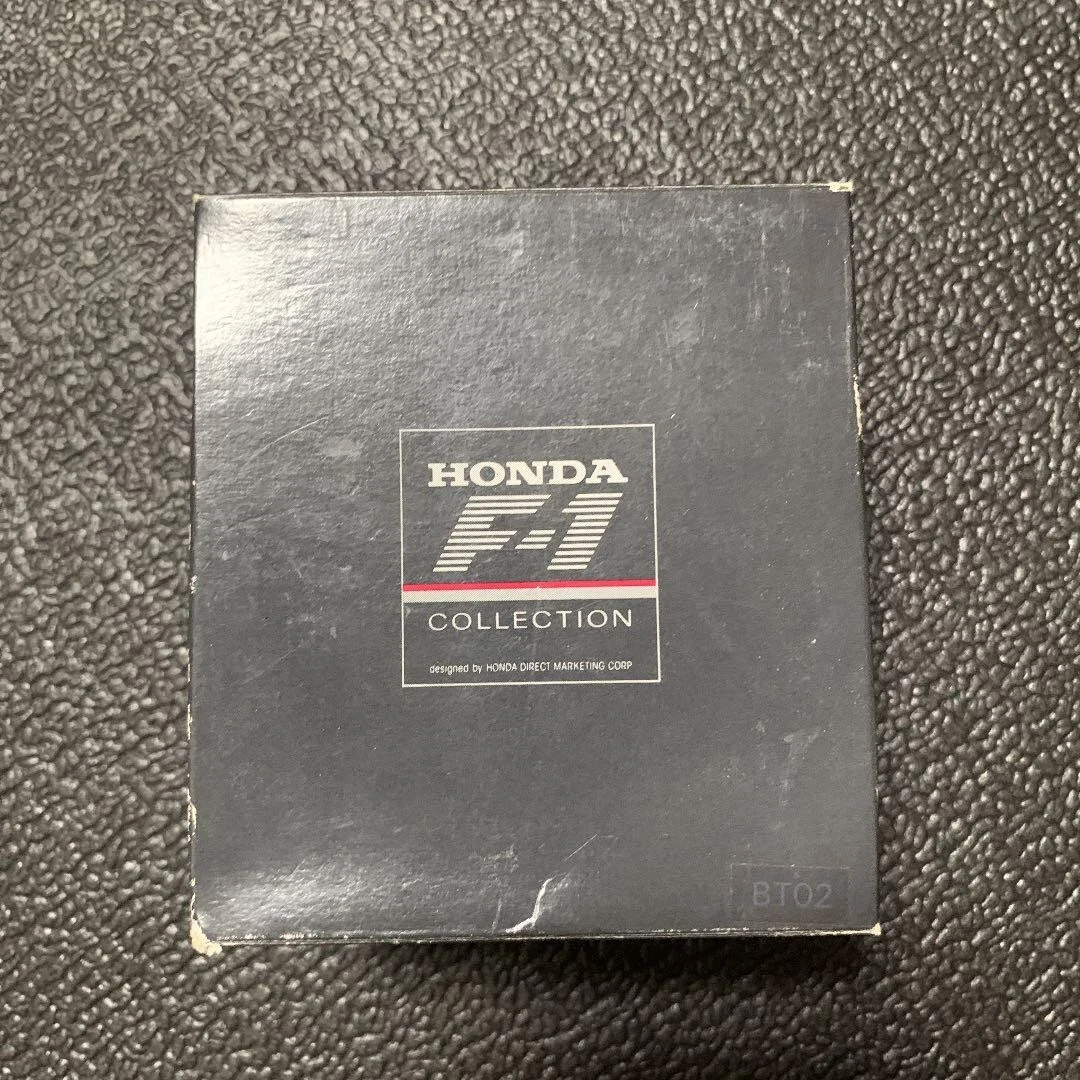 HONDA
F-1
COLLECTION
designed by HONDA DIRECT MARKETING CORP
BT02